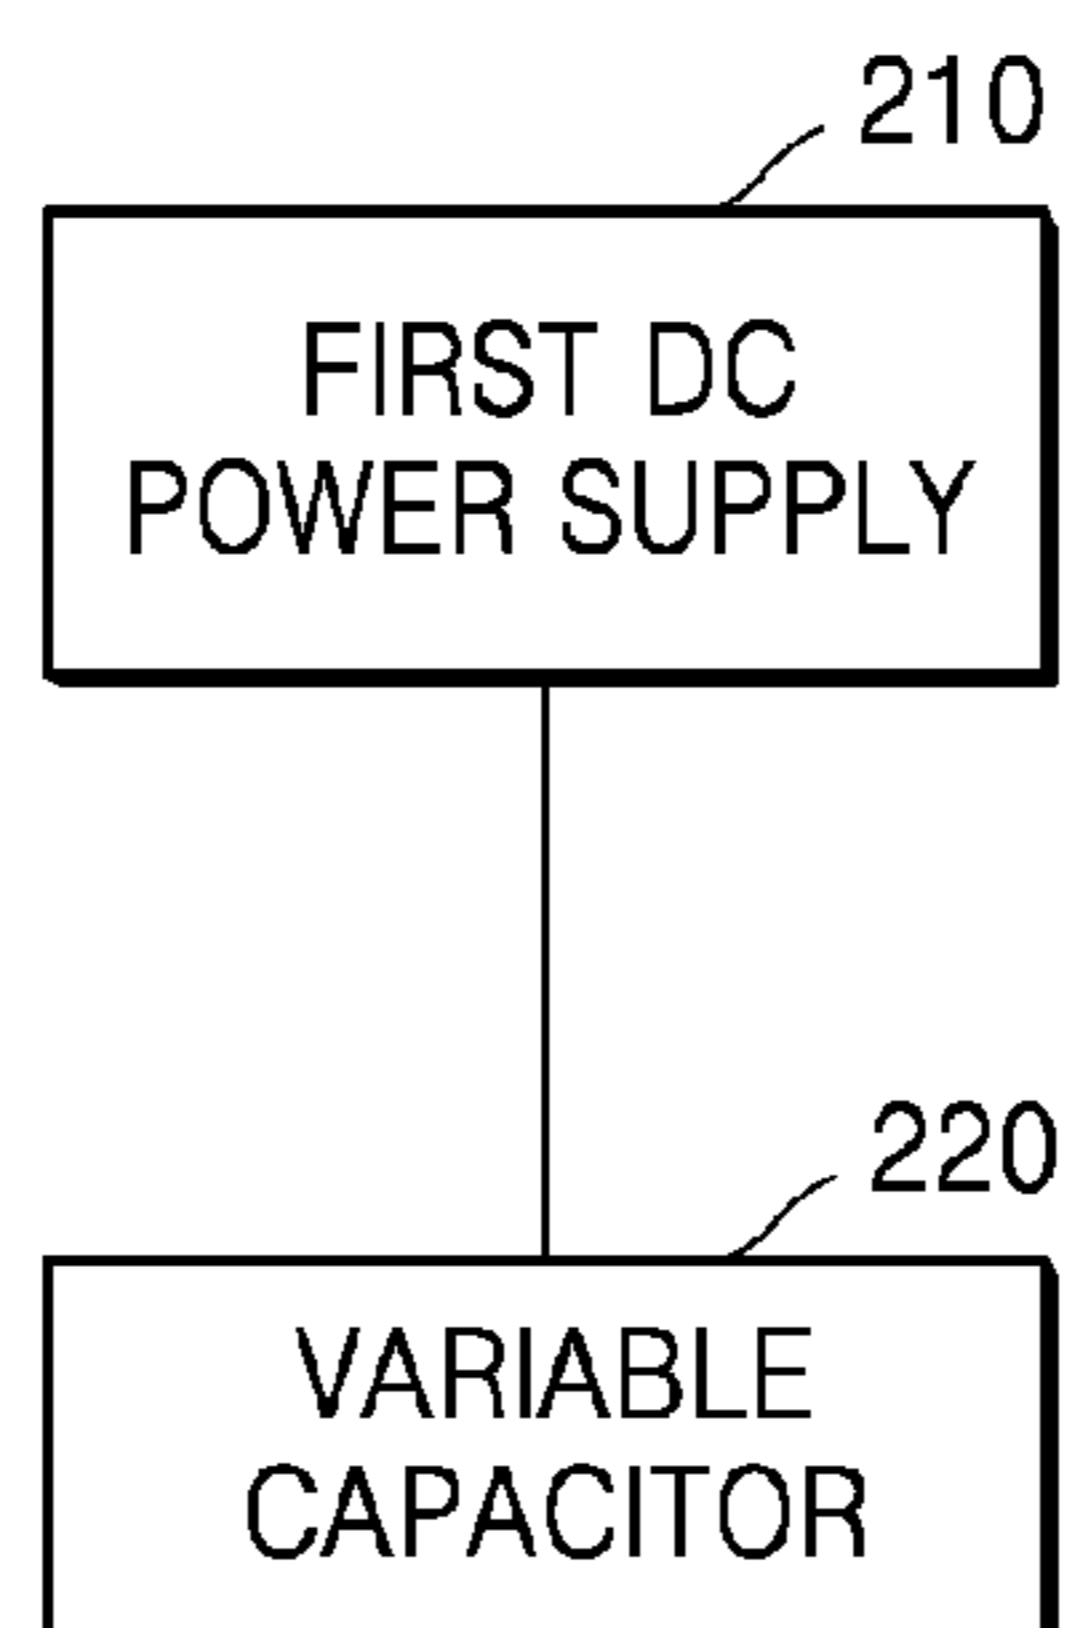 210
FIRST DC
POWER SUPPLY
220
VARIABLE
CAPACITOR